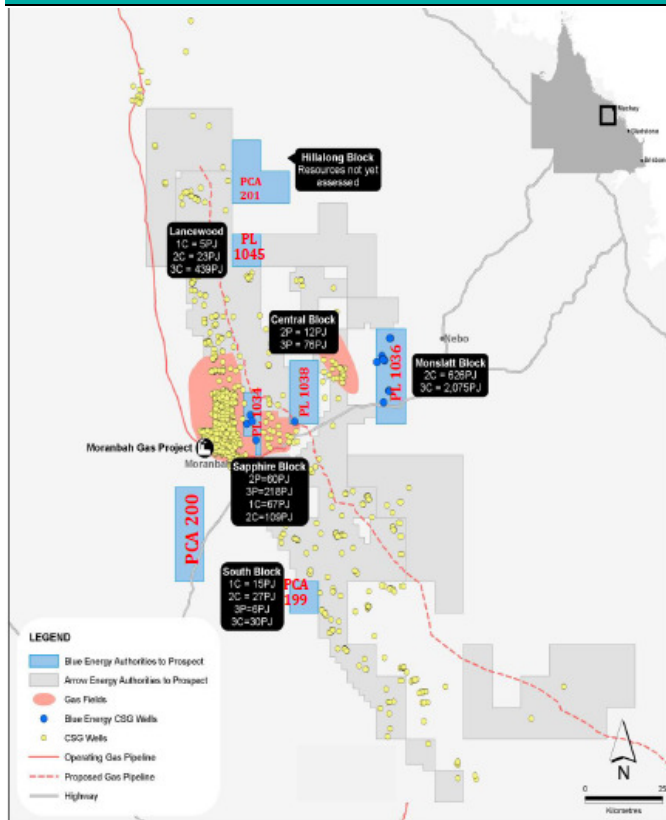 Mackay
Gladstone
Brisbane
Hillalong Block
Resources not yet
assessed
PCA
201
Lancewood
1C = 5PJ
2C = 23PJ
3C = 439PJ
PL
1045
Central Block
2P = 12PJ
3P = 76PJ
Nebo
PL 1036
Monslatt Block
2C = 626PJ
3C = 2,075PJ
PL 1038
PL 1034
Moranbah Gas Project
Moranbah
Sapphire Block
2P=60PJ
3P=218PJ
1C=67PJ
2C=109PJ
PCA 200
South Block
1C = 15PJ
2C = 27PJ
3P=6PJ
3C=30PJ
PCA
199
LEGEND
Blue Energy Authorities to Prospect
Arrow Energy Authorities to Prospect
Gas Fields
Blue Energy CSG Wells
CSG Wells
Operating Gas Pipeline
Proposed Gas Pipeline
Highway
N
0 25
Kilometres